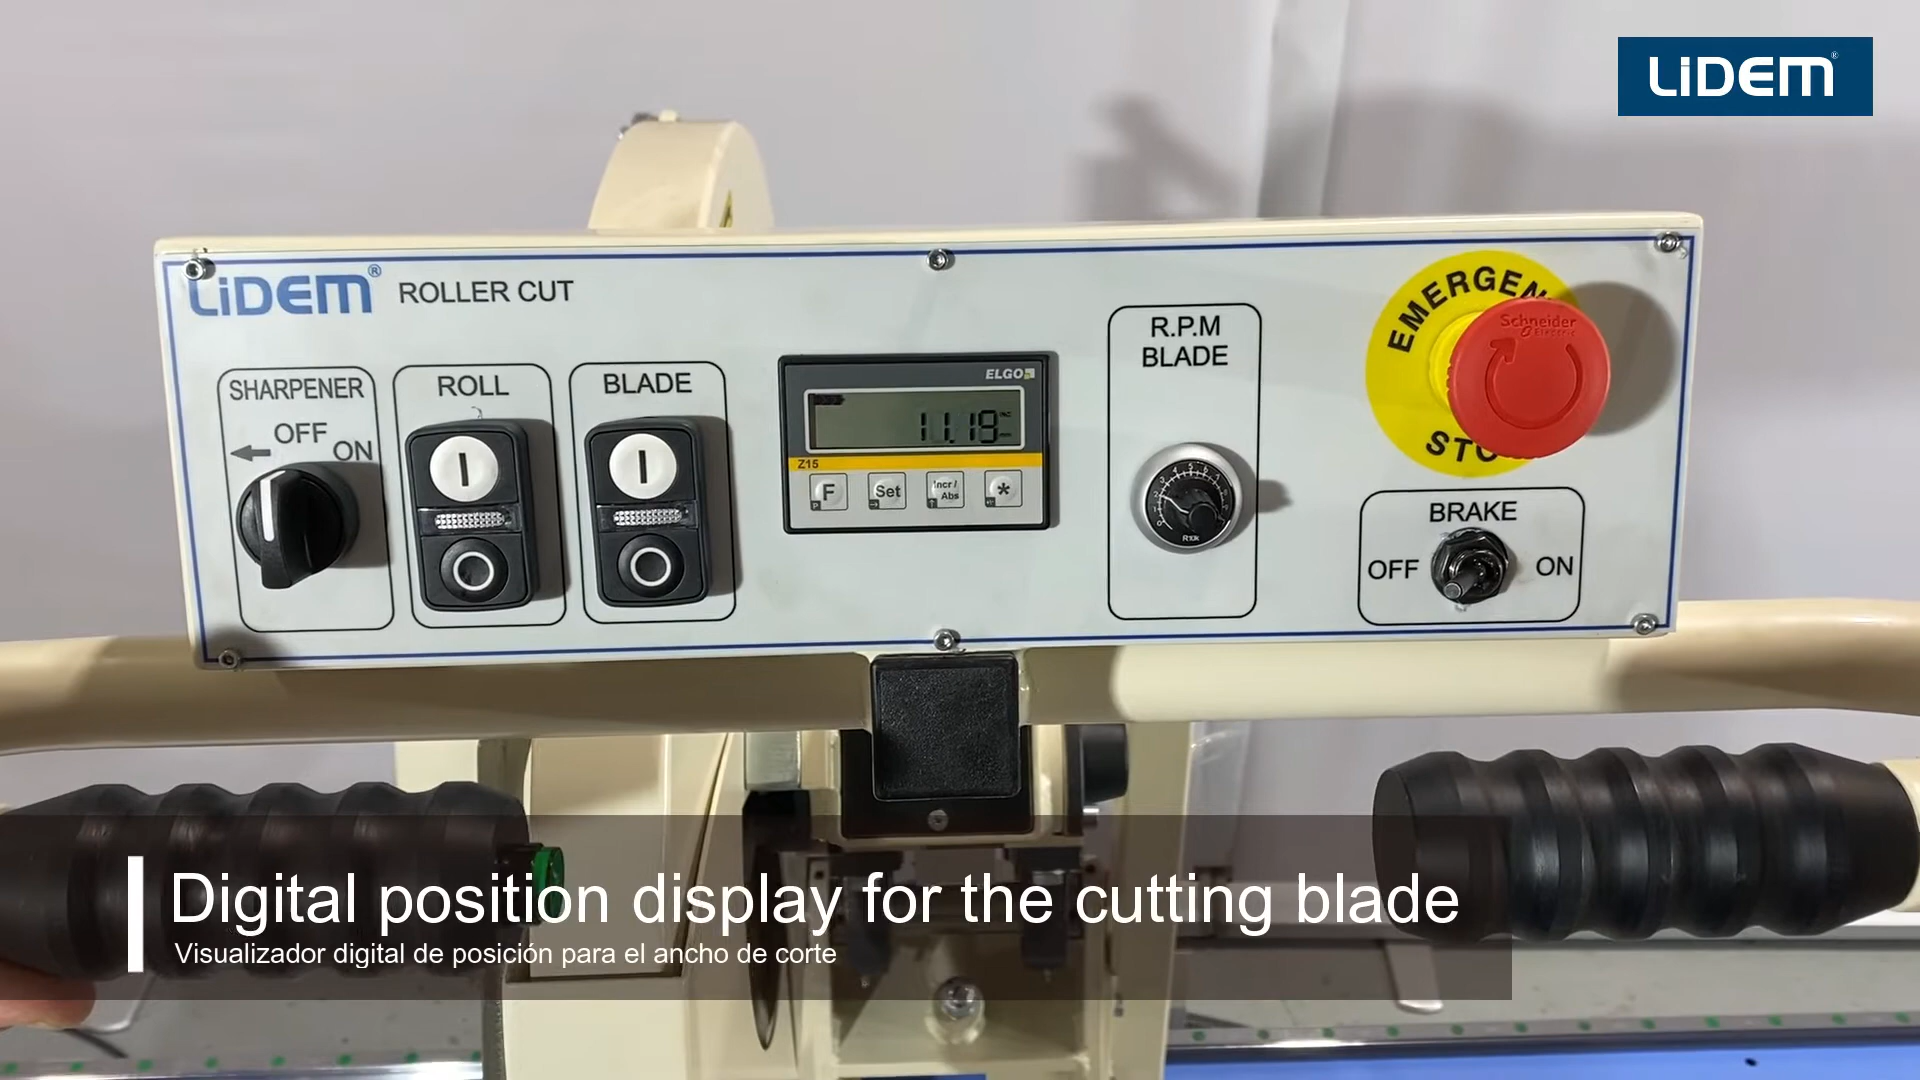 LIDEM®
LIDEM® ROLLER CUT
SHARPENER
OFF
ON
ROLL
BLADE
ELGO
11.19
Z15
F
Set
Incr / Abs
*
R.P.M
BLADE
R10k
EMERGEN
STO
Schneider
Electric
BRAKE
OFF
ON
Digital position display for the cutting blade
Visualizador digital de posición para el ancho de corte